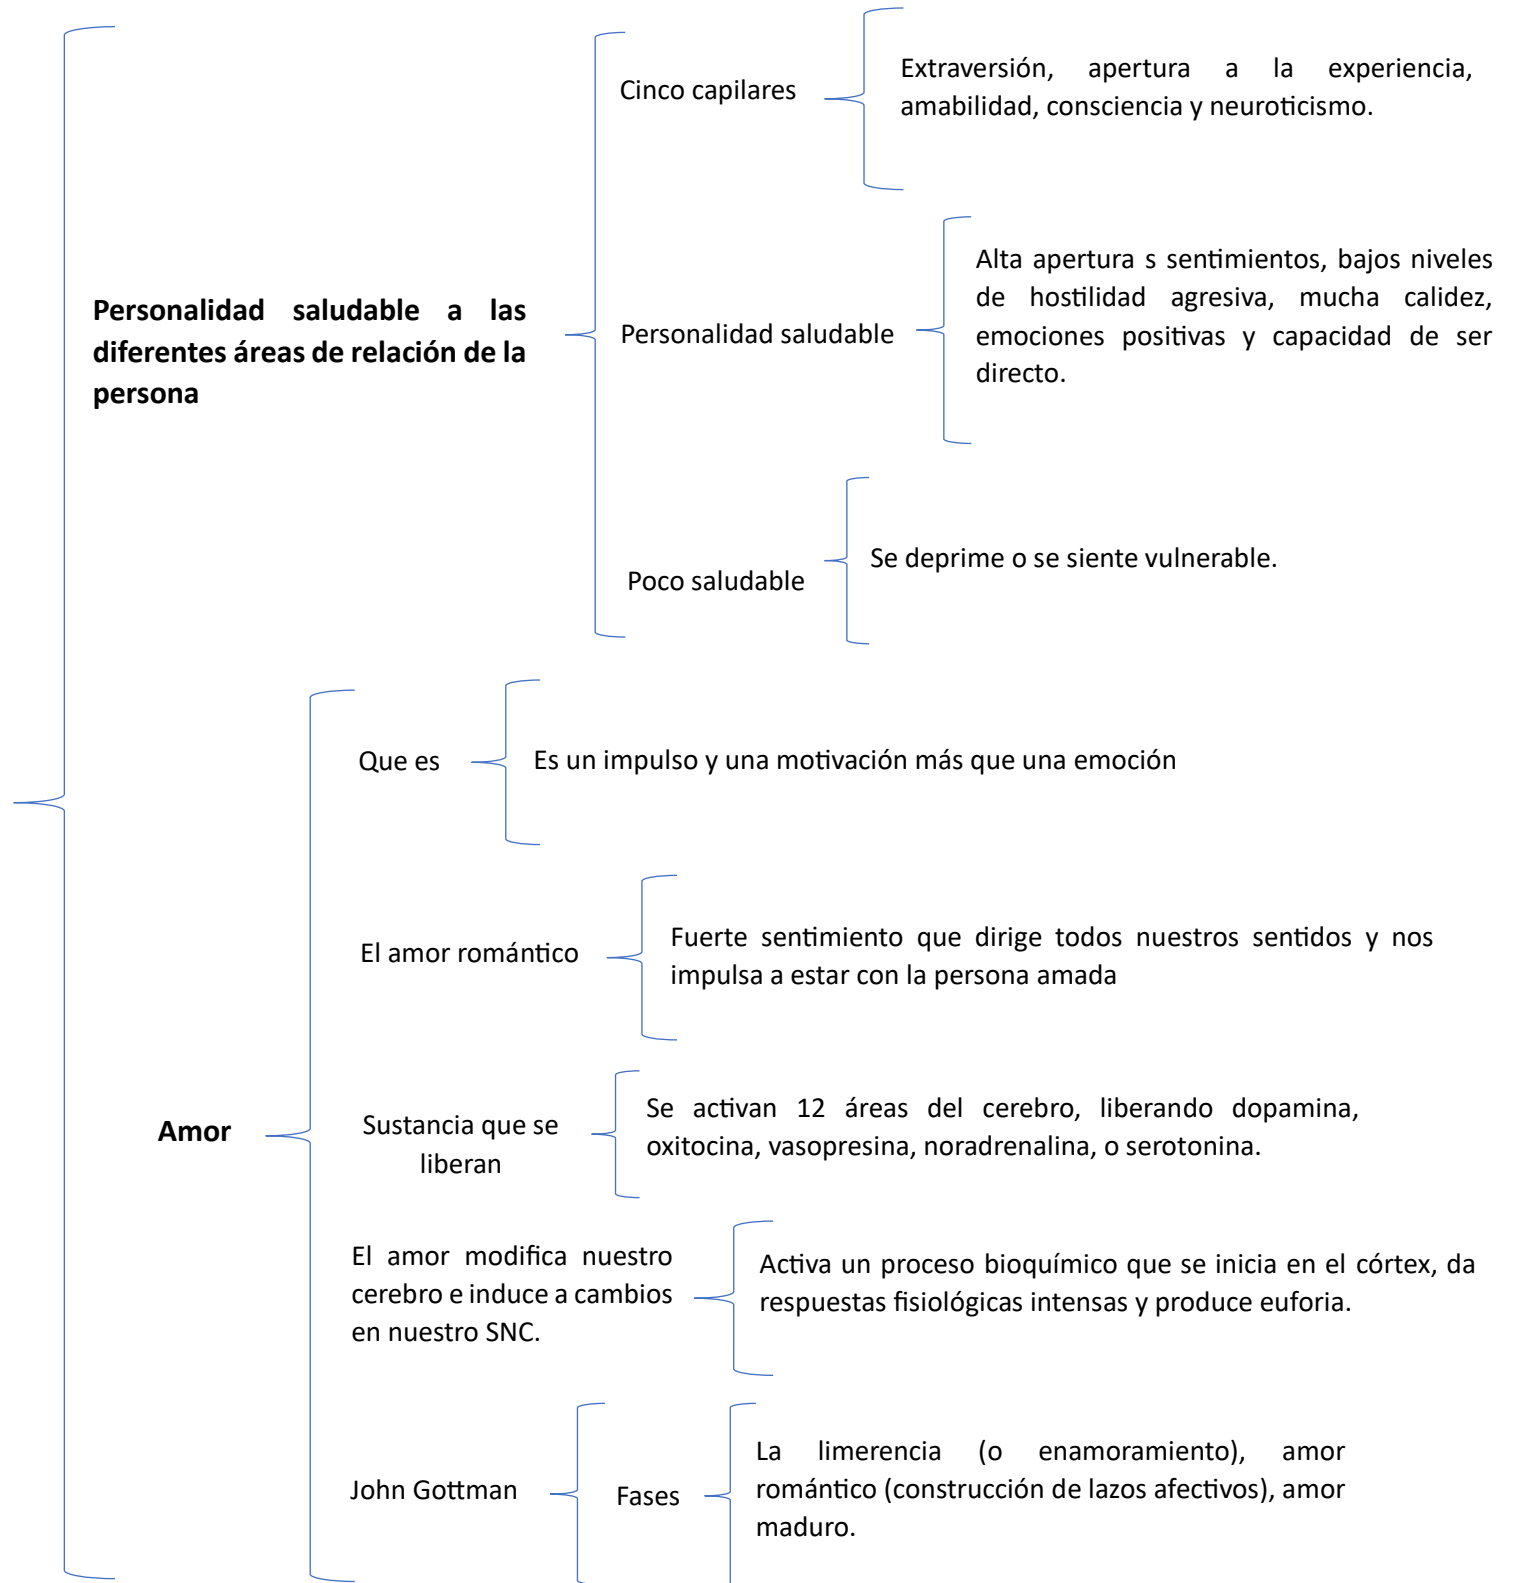 Cinco capilares
Extraversión, apertura a la experiencia,
amabilidad, consciencia y neuroticismo.
Personalidad saludable a las
diferentes áreas de relación de la
persona
Personalidad saludable
Alta apertura s sentimientos, bajos niveles
de hostilidad agresiva, mucha calidez,
emociones positivas y capacidad de ser
directo.
Poco saludable
Se deprime o se siente vulnerable.
Amor
Que es
Es un impulso y una motivación más que una emoción
El amor romántico
Fuerte sentimiento que dirige todos nuestros sentidos y nos
impulsa a estar con la persona amada
Sustancia que se
liberan
Se activan 12 áreas del cerebro, liberando dopamina,
oxitocina, vasopresina, noradrenalina, o serotonina.
El amor modifica nuestro
cerebro e induce a cambios
en nuestro SNC.
Activa un proceso bioquímico que se inicia en el córtex, da
respuestas fisiológicas intensas y produce euforia.
John Gottman
Fases
La limerencia (o enamoramiento), amor
romántico (construcción de lazos afectivos), amor
maduro.